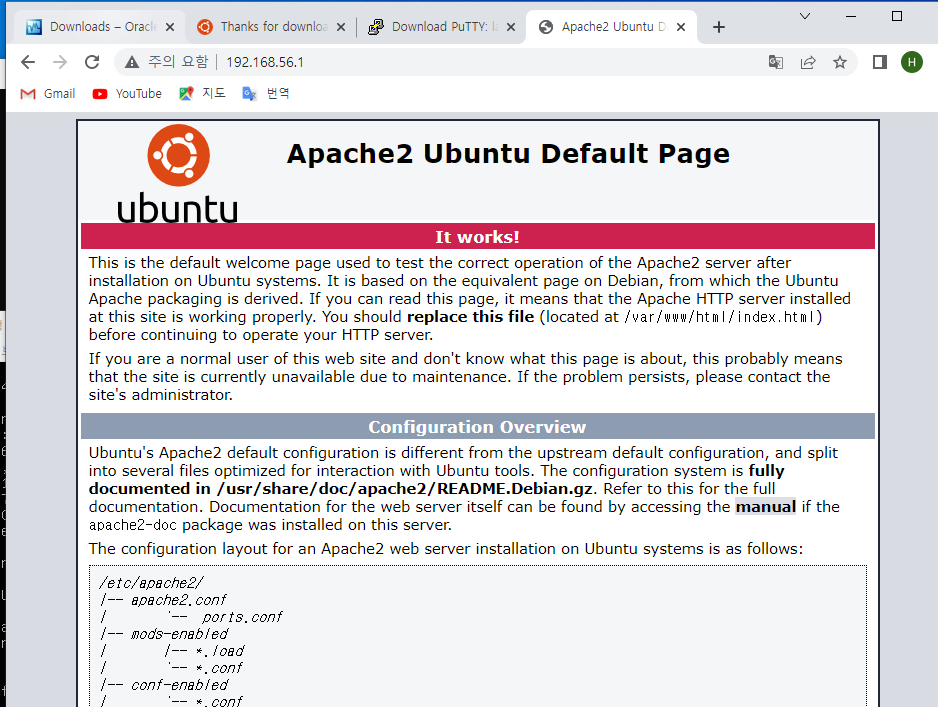 Downloads – Oracle
Thanks for downloa
Download PuTTY: la
Apache2 Ubuntu D
주의 요함 | 192.168.56.1
H
Gmail YouTube 지도 번역
ubuntu
Apache2 Ubuntu Default Page
It works!
This is the default welcome page used to test the correct operation of the Apache2 server after
installation on Ubuntu systems. It is based on the equivalent page on Debian, from which the Ubuntu
Apache packaging is derived. If you can read this page, it means that the Apache HTTP server installed
at this site is working properly. You should replace this file (located at /var/www/html/index.html)
before continuing to operate your HTTP server.
If you are a normal user of this web site and don't know what this page is about, this probably means
that the site is currently unavailable due to maintenance. If the problem persists, please contact the
site's administrator.
Configuration Overview
Ubuntu's Apache2 default configuration is different from the upstream default configuration, and split
into several files optimized for interaction with Ubuntu tools. The configuration system is fully
documented in /usr/share/doc/apache2/README.Debian.gz. Refer to this for the full
documentation. Documentation for the web server itself can be found by accessing the manual if the
apache2-doc package was installed on this server.
The configuration layout for an Apache2 web server installation on Ubuntu systems is as follows:
/etc/apache2/
|-- apache2.conf
|       `--  ports.conf
|-- mods-enabled
|       |-- *.load
|       `-- *.conf
|-- conf-enabled
|       `-- *.conf